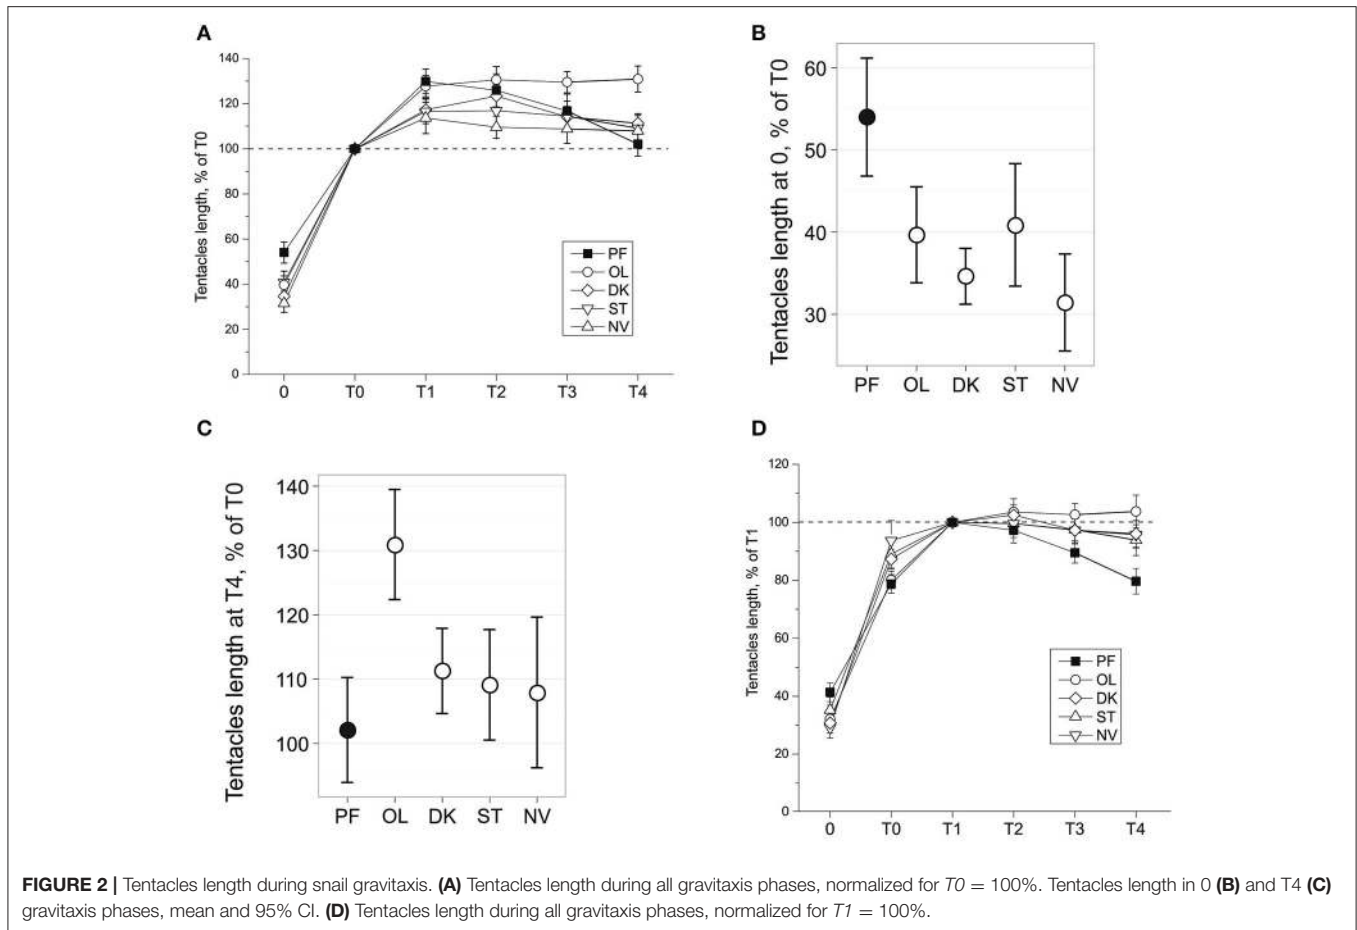 A
Tentacles length, % of T0
140
120
100
80
60
40
20
0
0 T0 T1 T2 T3 T4
PF
OL
DK
ST
NV
B
Tentacles length at 0, % of T0
60
50
40
30
PF OL DK ST NV
C
Tentacles length at T4, % of T0
140
130
120
110
100
PF OL DK ST NV
D
Tentacles length, % of T1
120
100
80
60
40
20
0
0 T0 T1 T2 T3 T4
PF
OL
DK
ST
NV
FIGURE 2 | Tentacles length during snail gravitaxis. (A) Tentacles length during all gravitaxis phases, normalized for T0 = 100%. Tentacles length in 0 (B) and T4 (C)
gravitaxis phases, mean and 95% CI. (D) Tentacles length during all gravitaxis phases, normalized for T1 = 100%.